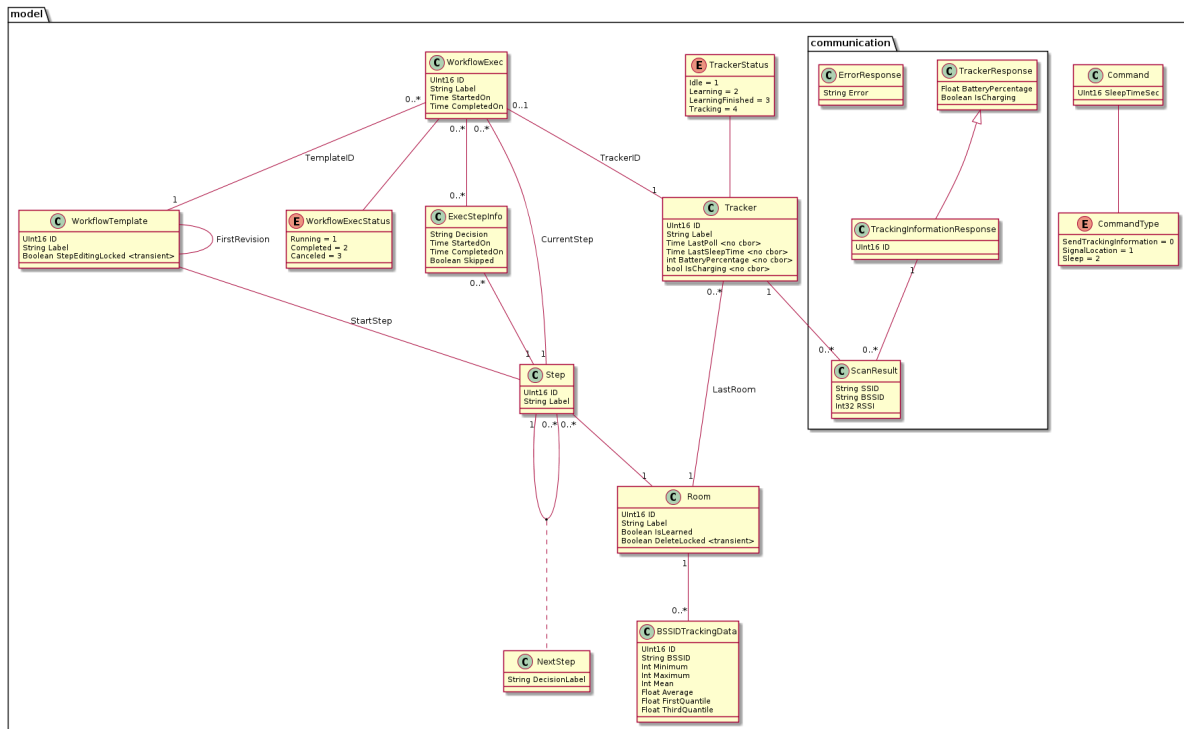 model
C WorkflowExec
UInt16 ID
String Label
Time StartedOn
Time CompletedOn
E TrackerStatus
Idle = 1
Learning = 2
LearningFinished = 3
Tracking = 4
communication
C ErrorResponse
String Error
C TrackerResponse
Float BatteryPercentage
Boolean IsCharging
C Command
UInt16 SleepTimeSec
0..*
0..1
0..*
0..*
TemplateID
TrackerID
1
0..*
1
C WorkflowTemplate
UInt16 ID
String Label
Boolean StepEditingLocked <transient>
FirstRevision
E WorkflowExecStatus
Running = 1
Completed = 2
Canceled = 3
C ExecStepInfo
String Decision
Time StartedOn
Time CompletedOn
Boolean Skipped
CurrentStep
C Tracker
UInt16 ID
String Label
Time LastPoll <no cbor>
Time LastSleepTime <no cbor>
int BatteryPercentage <no cbor>
bool IsCharging <no cbor>
C TrackingInformationResponse
UInt16 ID
E CommandType
SendTrackingInformation = 0
SignalLocation = 1
Sleep = 2
1
0..*
0..*
1
StartStep
1
1
0..*
0..*
C Step
UInt16 ID
String Label
LastRoom
C ScanResult
String SSID
String BSSID
Int32 RSSI
1
0..*
0..*
1
1
C Room
UInt16 ID
String Label
Boolean IsLearned
Boolean DeleteLocked <transient>
1
0..*
C NextStep
String DecisionLabel
C BSSIDTrackingData
UInt16 ID
String BSSID
Int Minimum
Int Maximum
Int Mean
Float Average
Float FirstQuantile
Float ThirdQuantile